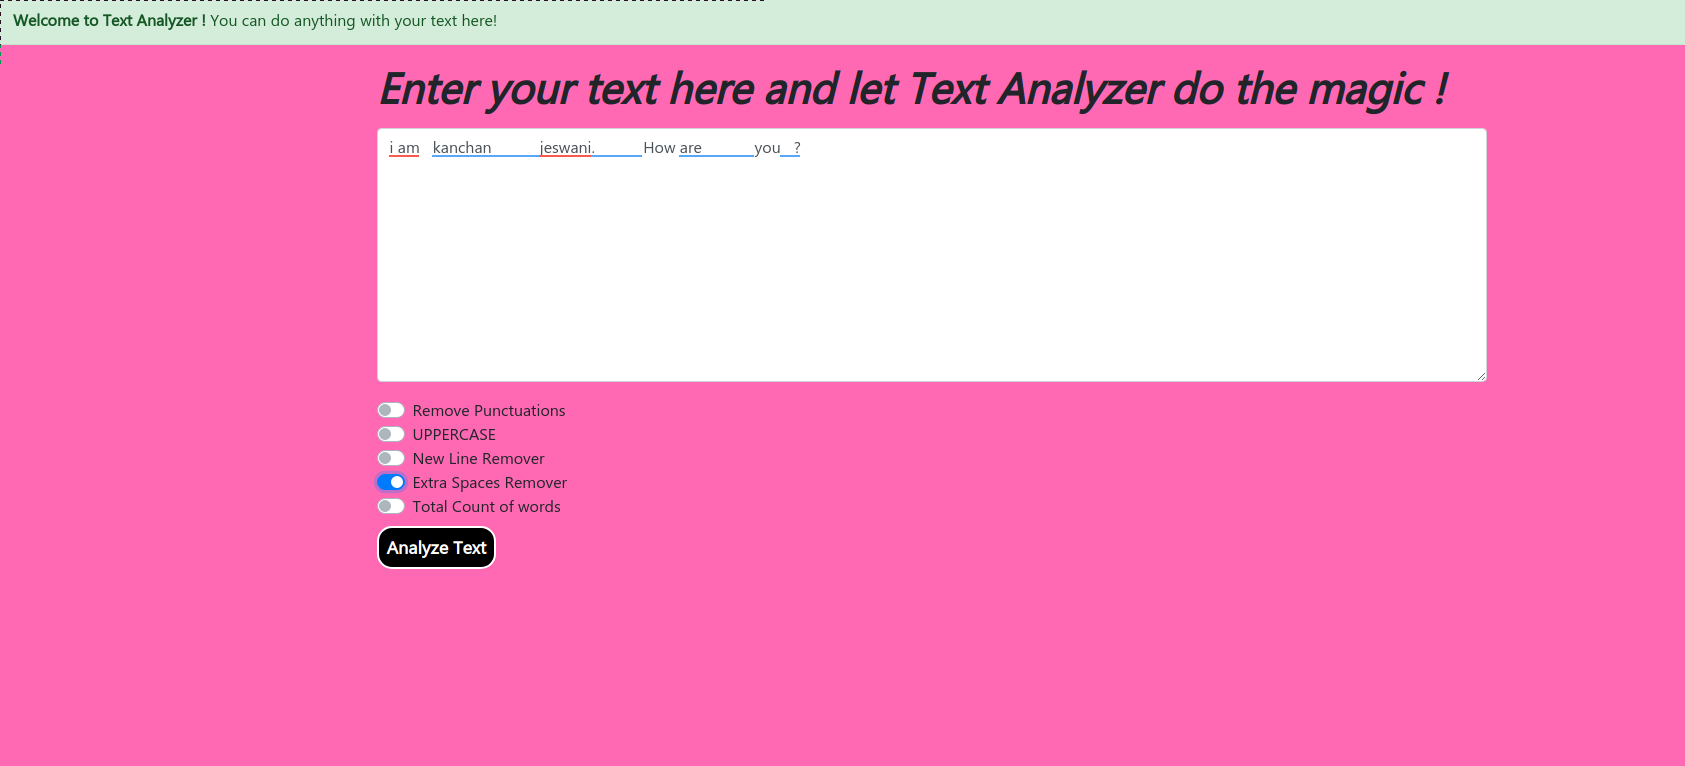 Welcome to Text Analyzer ! You can do anything with your text here!
Enter your text here and let Text Analyzer do the magic !
i am   kanchan           jeswani.           How are            you   ?
Remove Punctuations
UPPERCASE
New Line Remover
Extra Spaces Remover
Total Count of words
Analyze Text